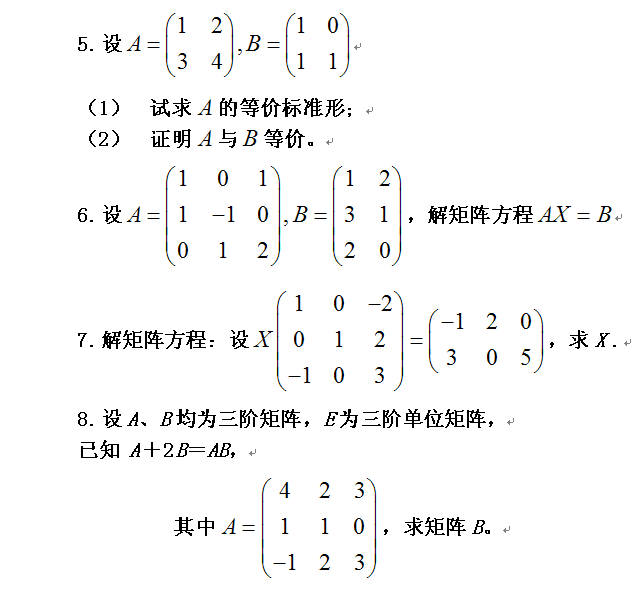 5. 设 A = (1 2; 3 4), B = (1 0; 1 1)
（1） 试求 A 的等价标准形；
（2） 证明 A 与 B 等价。
6. 设 A = (1 0 1; 1 −1 0; 0 1 2), B = (1 2; 3 1; 2 0)，解矩阵方程 AX = B
7. 解矩阵方程：设 X (1 0 −2; 0 1 2; −1 0 3) = (−1 2 0; 3 0 5)，求 X.
8. 设 A、B 均为三阶矩阵，E 为三阶单位矩阵，
已知 A＋2B＝AB，
其中 A = (4 2 3; 1 1 0; −1 2 3)，求矩阵 B。